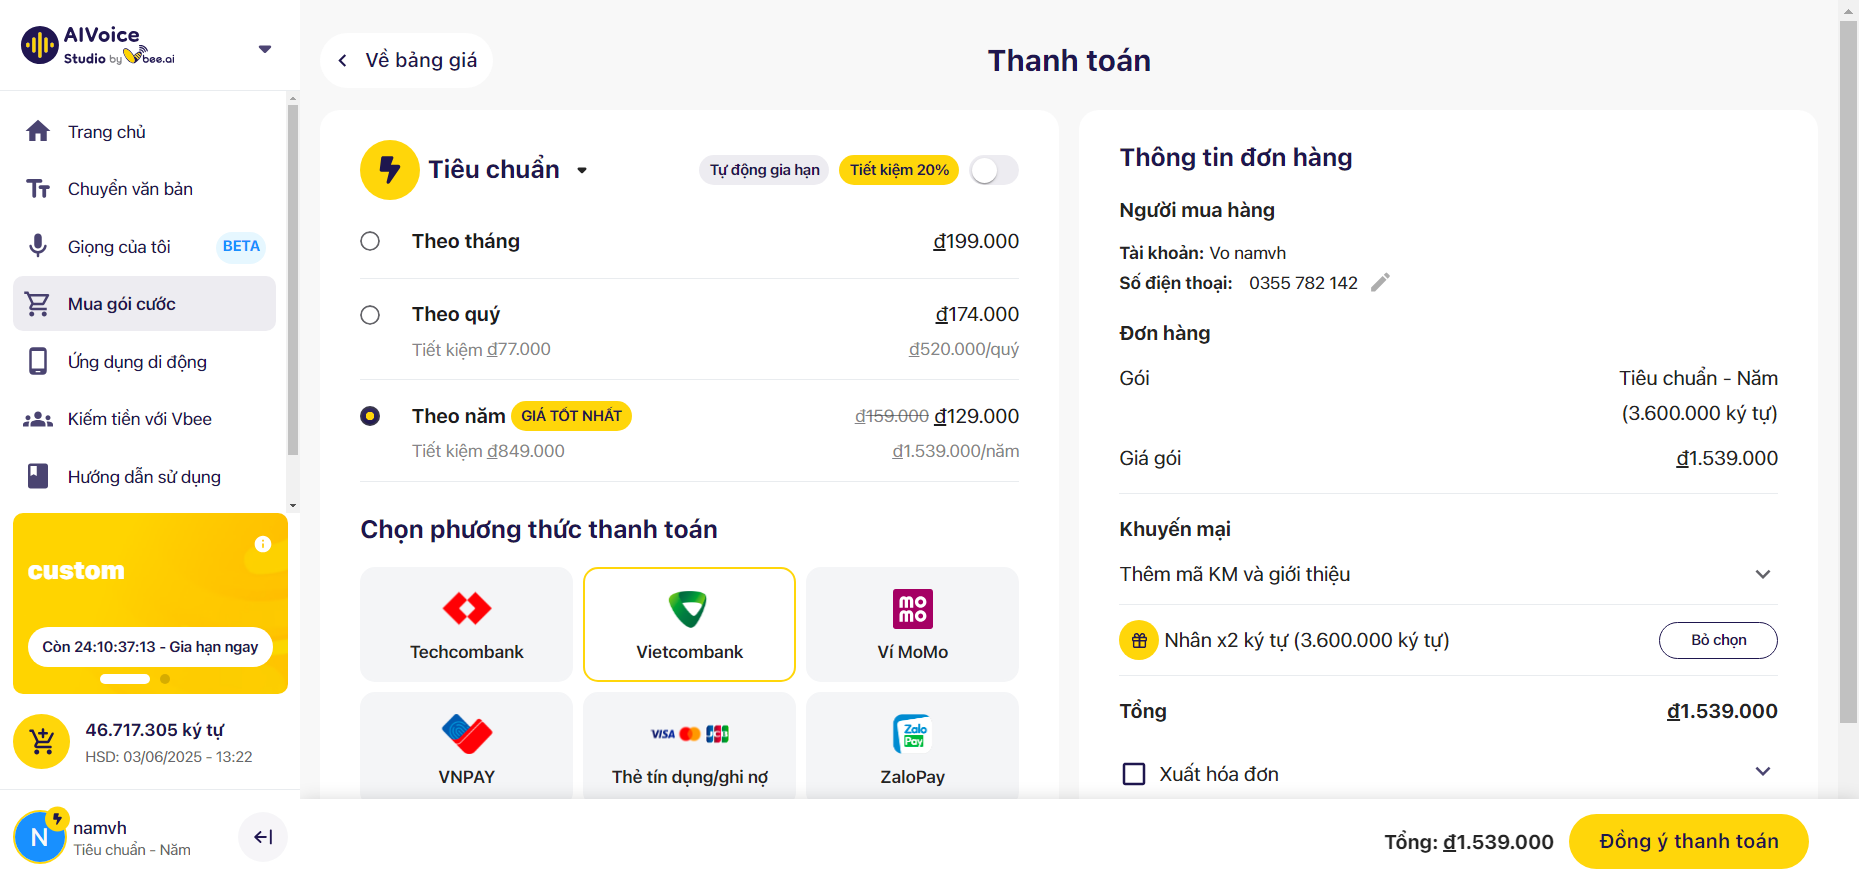 AIVoice
Studio by Vbee.ai
Trang chủ
Chuyển văn bản
Giọng của tôi BETA
Mua gói cước
Ứng dụng di động
Kiếm tiền với Vbee
Hướng dẫn sử dụng
custom
Còn 24:10:37:13 - Gia hạn ngay
46.717.305 ký tự
HSD: 03/06/2025 - 13:22
N
namvh
Tiêu chuẩn - Năm
Về bảng giá
Thanh toán
Tiêu chuẩn Tự động gia hạn Tiết kiệm 20%
Theo tháng đ199.000
Theo quý đ174.000
Tiết kiệm đ77.000 đ520.000/quý
Theo năm GIÁ TỐT NHẤT đ159.000 đ129.000
Tiết kiệm đ849.000 đ1.539.000/năm
Chọn phương thức thanh toán
Techcombank
Vietcombank
mo
mo
Ví MoMo
VNPAY
VISA JCB
Thẻ tín dụng/ghi nợ
Zalo
Pay
ZaloPay
Thông tin đơn hàng
Người mua hàng
Tài khoản: Vo namvh
Số điện thoại: 0355 782 142
Đơn hàng
Gói Tiêu chuẩn - Năm
(3.600.000 ký tự)
Giá gói đ1.539.000
Khuyến mại
Thêm mã KM và giới thiệu
Nhân x2 ký tự (3.600.000 ký tự) Bỏ chọn
Tổng đ1.539.000
Xuất hóa đơn
Tổng: đ1.539.000 Đồng ý thanh toán